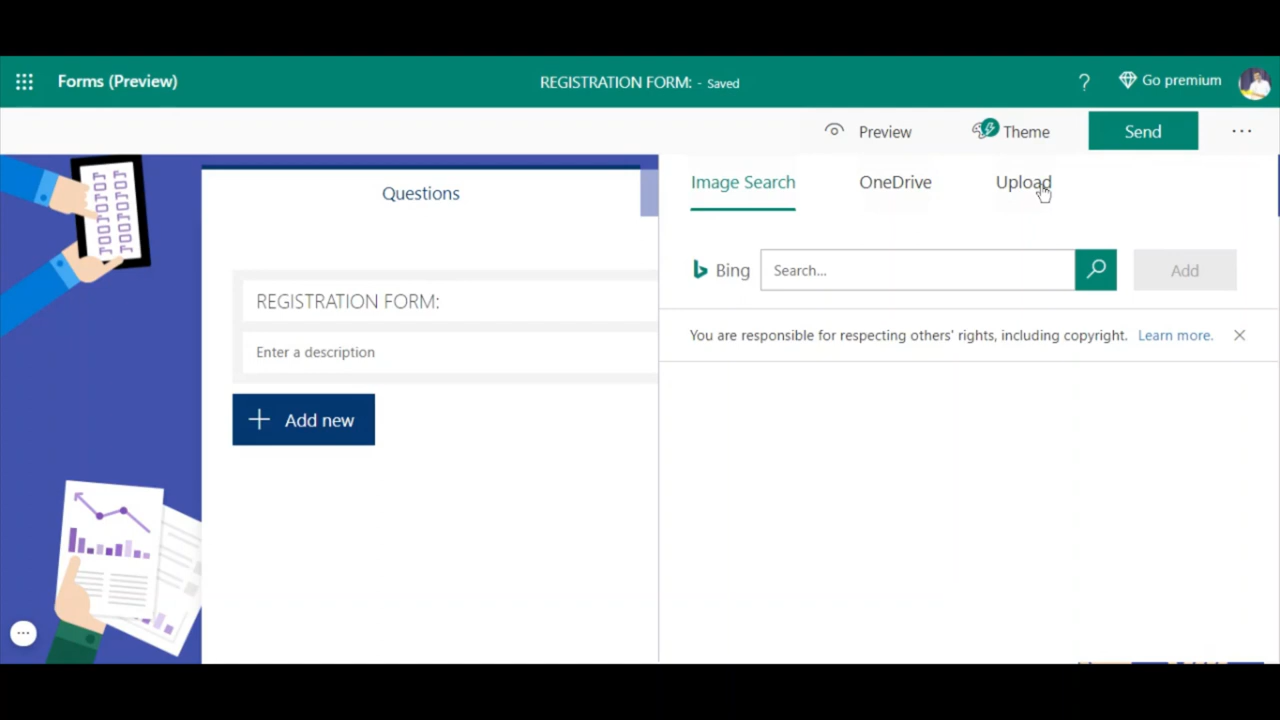 Forms (Preview)
REGISTRATION FORM: - Saved
? Go premium
Preview
Theme
Send
...
Questions
Image Search
OneDrive
Upload
REGISTRATION FORM:
Enter a description
+ Add new
Bing
Search...
Add
You are responsible for respecting others' rights, including copyright. Learn more.
...